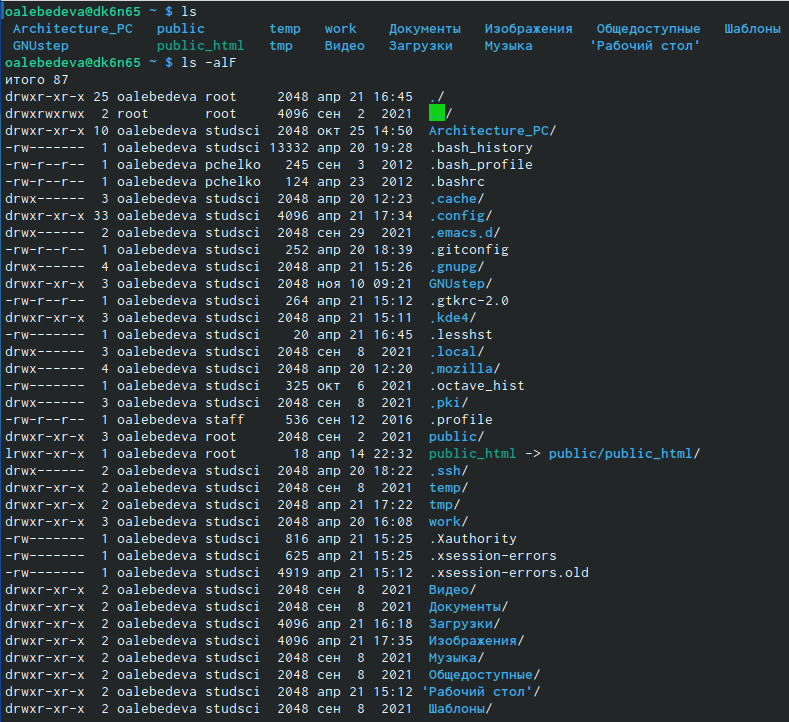 oalebedeva@dk6n65 ~ $ ls
Architecture_PC public temp work Документы Изображения Общедоступные Шаблоны
GNUstep public_html tmp Видео Загрузки Музыка 'Рабочий стол'
oalebedeva@dk6n65 ~ $ ls -alF
итого 87
drwxr-xr-x 25 oalebedeva root 2048 апр 21 16:45 ./
drwxrwxrwx 2 root root 4096 сен 2 2021 /
drwxr-xr-x 10 oalebedeva studsci 2048 окт 25 14:50 Architecture_PC/
-rw------- 1 oalebedeva studsci 13332 апр 20 19:28 .bash_history
-rw-r--r-- 1 oalebedeva pchelko 245 сен 3 2012 .bash_profile
-rw-r--r-- 1 oalebedeva pchelko 124 апр 23 2012 .bashrc
drwx------ 3 oalebedeva studsci 2048 апр 20 12:23 .cache/
drwxr-xr-x 33 oalebedeva studsci 4096 апр 21 17:34 .config/
drwx------ 2 oalebedeva studsci 2048 сен 29 2021 .emacs.d/
-rw-r--r-- 1 oalebedeva studsci 252 апр 20 18:39 .gitconfig
drwx------ 4 oalebedeva studsci 2048 апр 21 15:26 .gnupg/
drwxr-xr-x 3 oalebedeva studsci 2048 ноя 10 09:21 GNUstep/
-rw-r--r-- 1 oalebedeva studsci 264 апр 21 15:12 .gtkrc-2.0
drwxr-xr-x 3 oalebedeva studsci 2048 апр 21 15:11 .kde4/
-rw------- 1 oalebedeva studsci 20 апр 21 16:45 .lesshst
drwx------ 3 oalebedeva studsci 2048 сен 8 2021 .local/
drwx------ 4 oalebedeva studsci 2048 апр 20 12:20 .mozilla/
-rw------- 1 oalebedeva studsci 325 окт 6 2021 .octave_hist
drwx------ 3 oalebedeva studsci 2048 сен 8 2021 .pki/
-rw-r--r-- 1 oalebedeva staff 536 сен 12 2016 .profile
drwxr-xr-x 3 oalebedeva root 2048 сен 2 2021 public/
lrwxr-xr-x 1 oalebedeva root 18 апр 14 22:32 public_html -> public/public_html/
drwx------ 2 oalebedeva studsci 2048 апр 20 18:22 .ssh/
drwxr-xr-x 2 oalebedeva studsci 2048 сен 8 2021 temp/
drwxr-xr-x 2 oalebedeva studsci 2048 апр 21 17:22 tmp/
drwxr-xr-x 3 oalebedeva studsci 2048 апр 20 16:08 work/
-rw------- 1 oalebedeva studsci 816 апр 21 15:25 .Xauthority
-rw------- 1 oalebedeva studsci 625 апр 21 15:25 .xsession-errors
-rw------- 1 oalebedeva studsci 4919 апр 21 15:12 .xsession-errors.old
drwxr-xr-x 2 oalebedeva studsci 2048 сен 8 2021 Видео/
drwxr-xr-x 2 oalebedeva studsci 2048 сен 8 2021 Документы/
drwxr-xr-x 2 oalebedeva studsci 4096 апр 21 16:18 Загрузки/
drwxr-xr-x 2 oalebedeva studsci 4096 апр 21 17:35 Изображения/
drwxr-xr-x 2 oalebedeva studsci 2048 сен 8 2021 Музыка/
drwxr-xr-x 2 oalebedeva studsci 2048 сен 8 2021 Общедоступные/
drwxr-xr-x 2 oalebedeva studsci 2048 апр 21 15:12 'Рабочий стол'/
drwxr-xr-x 2 oalebedeva studsci 2048 сен 8 2021 Шаблоны/